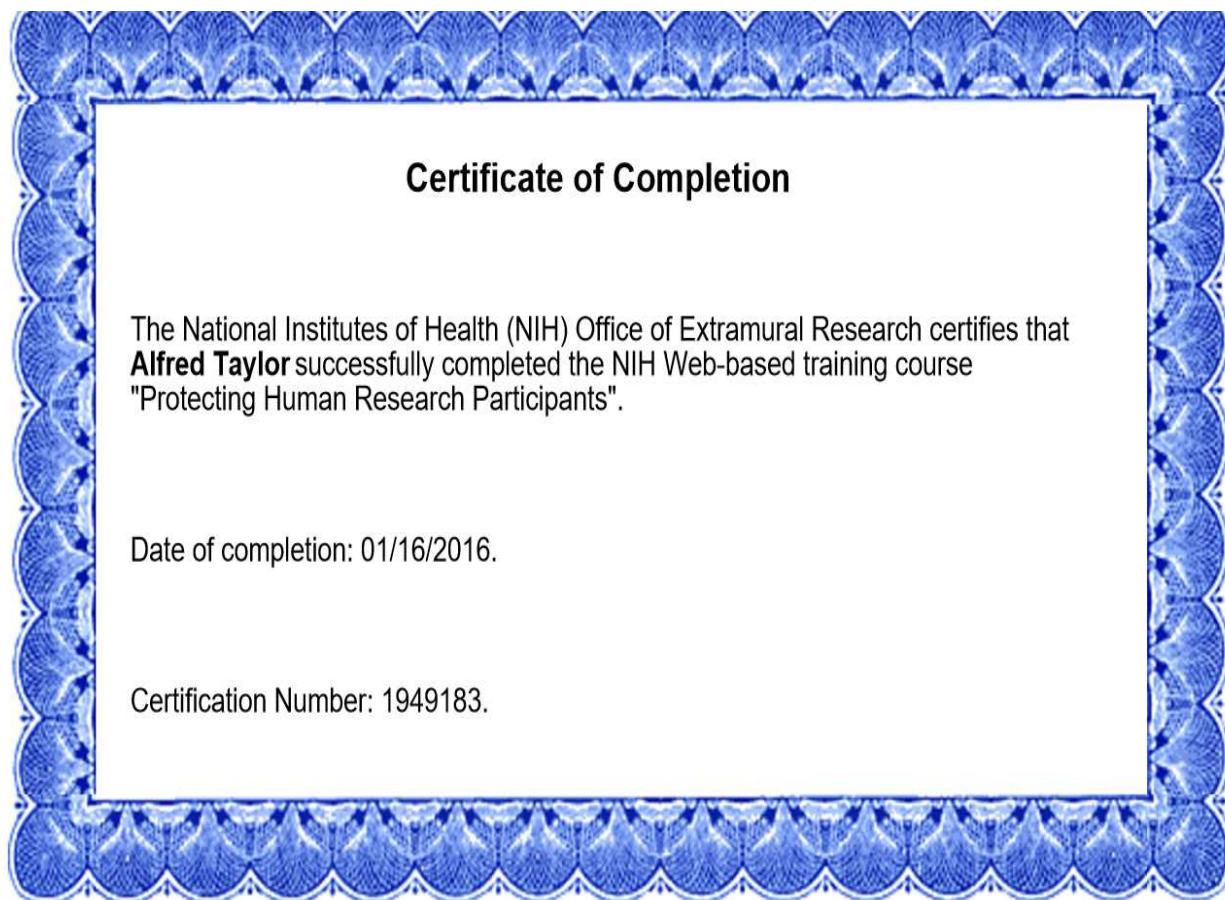 Certificate of Completion
The National Institutes of Health (NIH) Office of Extramural Research certifies that
Alfred Taylor successfully completed the NIH Web-based training course
"Protecting Human Research Participants".
Date of completion: 01/16/2016.
Certification Number: 1949183.